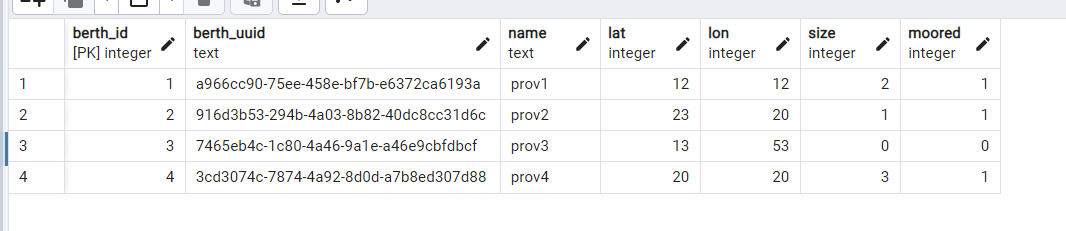 berth_id berth_uuid name lat lon size moored
[PK] integer text text integer integer integer integer
1 1 a966cc90-75ee-458e-bf7b-e6372ca6193a prov1 12 12 2 1
2 2 916d3b53-294b-4a03-8b82-40dc8cc31d6c prov2 23 20 1 1
3 3 7465eb4c-1c80-4a46-9a1e-a46e9cbfdbcf prov3 13 53 0 0
4 4 3cd3074c-7874-4a92-8d0d-a7b8ed307d88 prov4 20 20 3 1